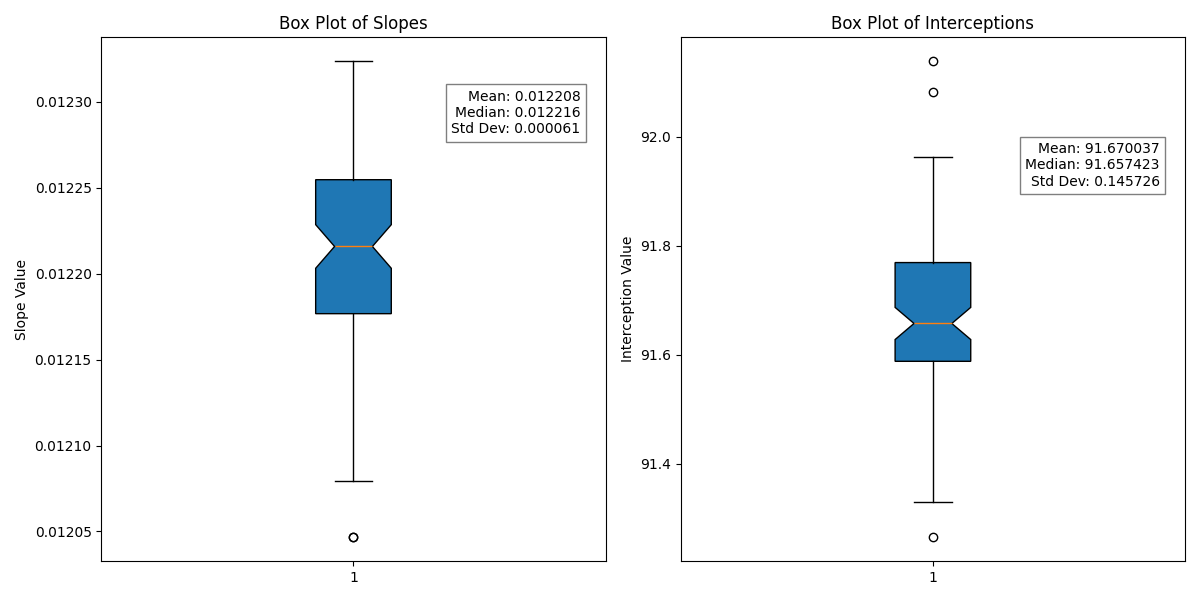 Box Plot of Slopes
Slope Value
0.01230
0.01225
0.01220
0.01215
0.01210
0.01205
Mean: 0.012208
Median: 0.012216
Std Dev: 0.000061
1
Box Plot of Interceptions
Interception Value
92.0
91.8
91.6
91.4
Mean: 91.670037
Median: 91.657423
Std Dev: 0.145726
1